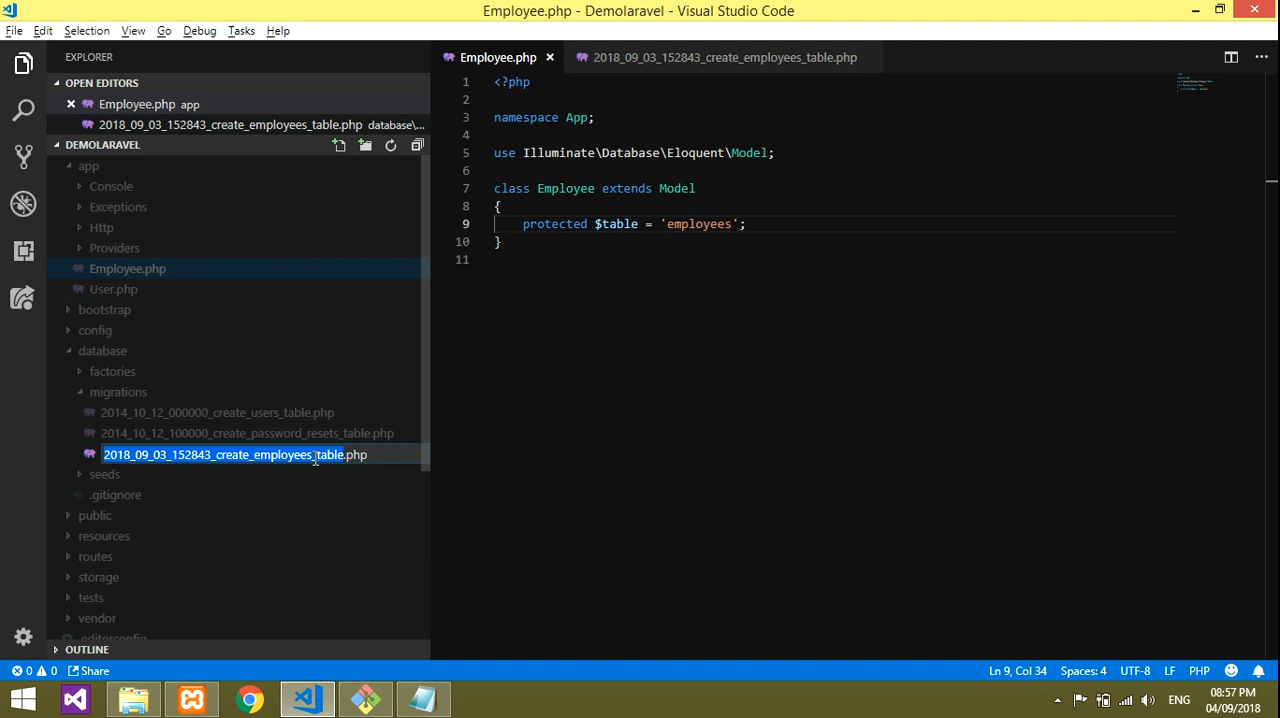 Employee.php - Demolaravel - Visual Studio Code
File Edit Selection View Go Debug Tasks Help
EXPLORER
OPEN EDITORS
Employee.php app
2018_09_03_152843_create_employees_table.php database\...
DEMOLARAVEL
app
Console
Exceptions
Http
Providers
Employee.php
User.php
bootstrap
config
database
factories
migrations
2014_10_12_000000_create_users_table.php
2014_10_12_100000_create_password_resets_table.php
2018_09_03_152843_create_employees_table.php
seeds
.gitignore
public
resources
routes
storage
tests
vendor
.editorconfig
OUTLINE
Employee.php 2018_09_03_152843_create_employees_table.php
1 <?php
2
3 namespace App;
4
5 use Illuminate\Database\Eloquent\Model;
6
7 class Employee extends Model
8 {
9 protected $table = 'employees';
10 }
11
0 0 Share
Ln 9, Col 34 Spaces: 4 UTF-8 LF PHP
ENG
08:57 PM
04/09/2018